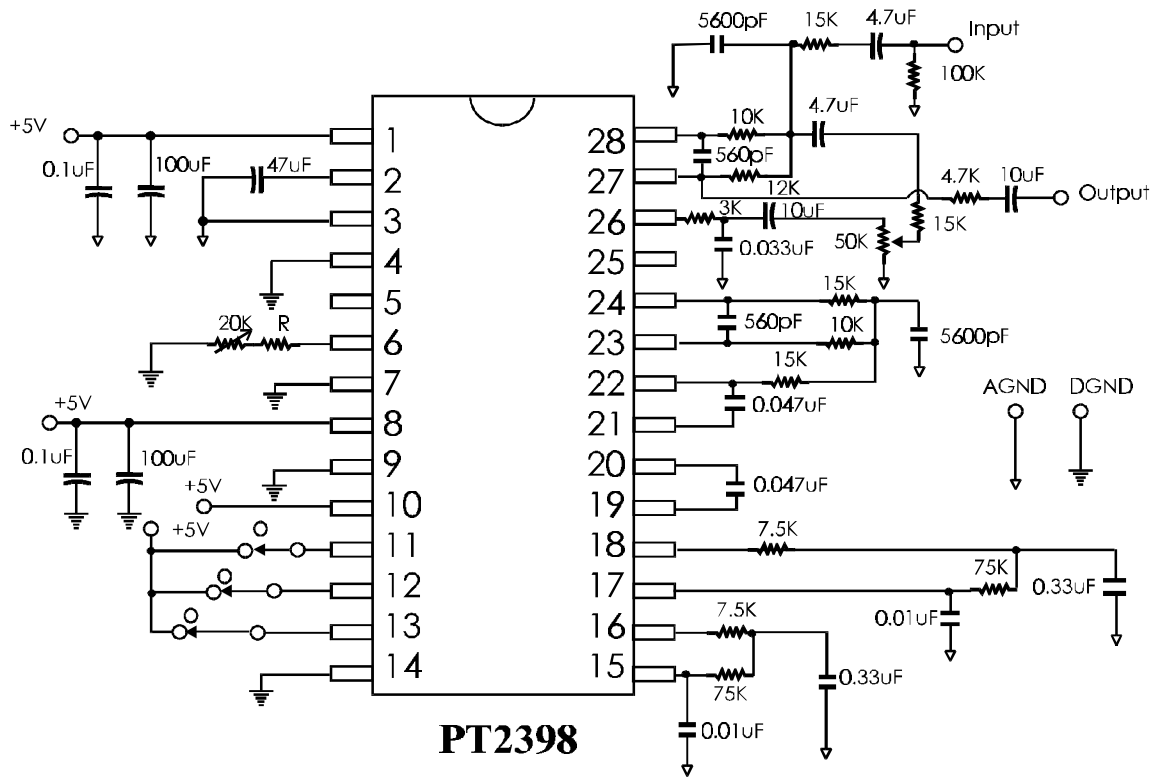 5600pF 15K 4.7uF Input
100K
+5V 0.1uF 100uF 47uF
10K 4.7uF
560pF
12K
3K 10uF 0.033uF 50K 15K
4.7K 10uF Output
20K R
15K
560pF 10K 5600pF
15K
0.047uF
AGND DGND
+5V
0.1uF 100uF
0.047uF
+5V
+5V
7.5K
75K 0.33uF
0.01uF
7.5K
75K 0.33uF
0.01uF
1 28
2 27
3 26
4 25
5 24
6 23
7 22
8 21
9 20
10 19
11 18
12 17
13 16
14 15
PT2398